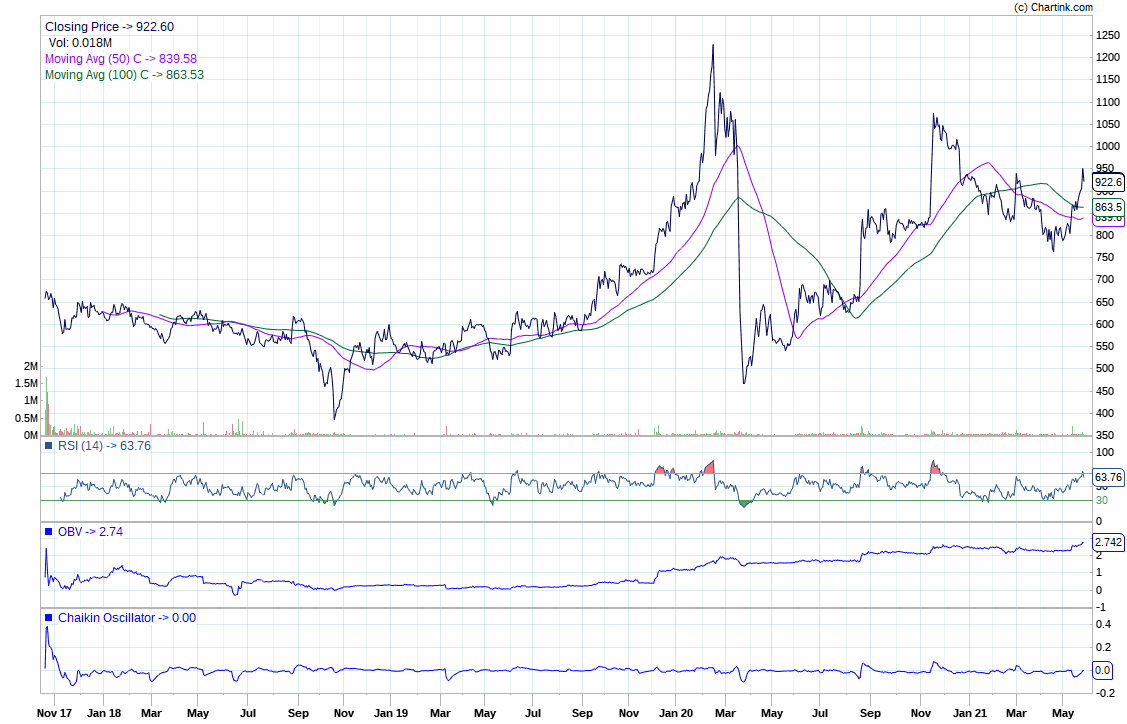 (c) Chartink.com
Closing Price -> 922.60
Vol: 0.018M
Moving Avg (50) C -> 839.58
Moving Avg (100) C -> 863.53
1250
1200
1150
1100
1050
1000
950
922.6
900
863.5
839.6
800
750
700
650
600
550
500
450
400
350
2M
1.5M
1M
0.5M
0M
RSI (14) -> 63.76
100
63.76
50
30
0
OBV -> 2.74
2.742
2
1
0
-1
Chaikin Oscillator -> 0.00
0.4
0.2
0.0
-0.2
Nov 17 Jan 18 Mar May Jul Sep Nov Jan 19 Mar May Jul Sep Nov Jan 20 Mar May Jul Sep Nov Jan 21 Mar May